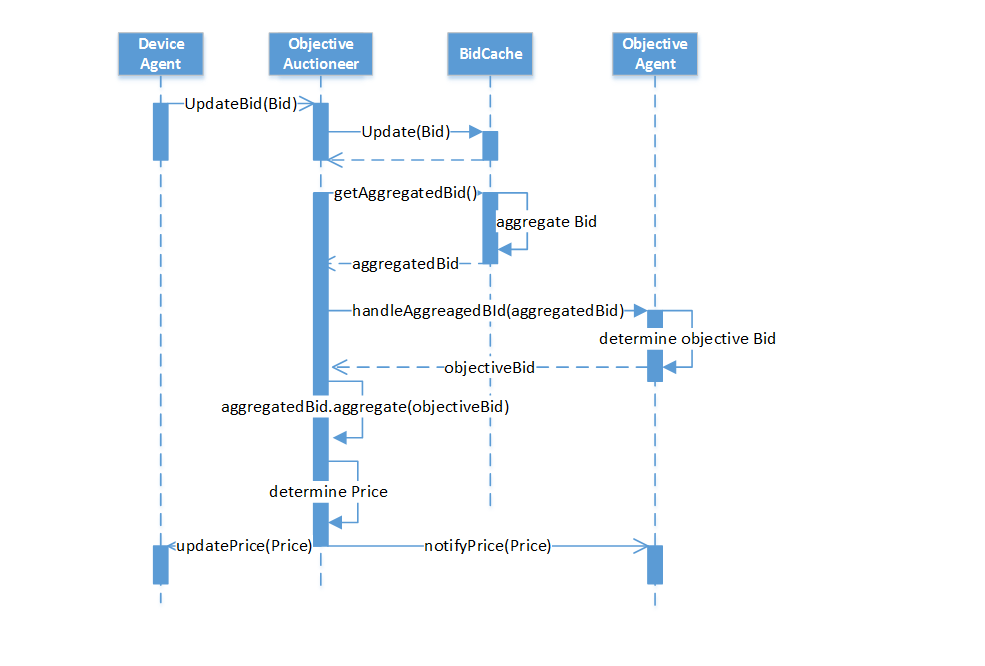 Device
Agent
Objective
Auctioneer
BidCache
Objective
Agent
UpdateBid(Bid)
Update(Bid)
getAggregatedBid()
aggregate Bid
aggregatedBid
handleAggreagedBId(aggregatedBid)
determine objective Bid
objectiveBid
aggregatedBid.aggregate(objectiveBid)
determine Price
updatePrice(Price)
notifyPrice(Price)